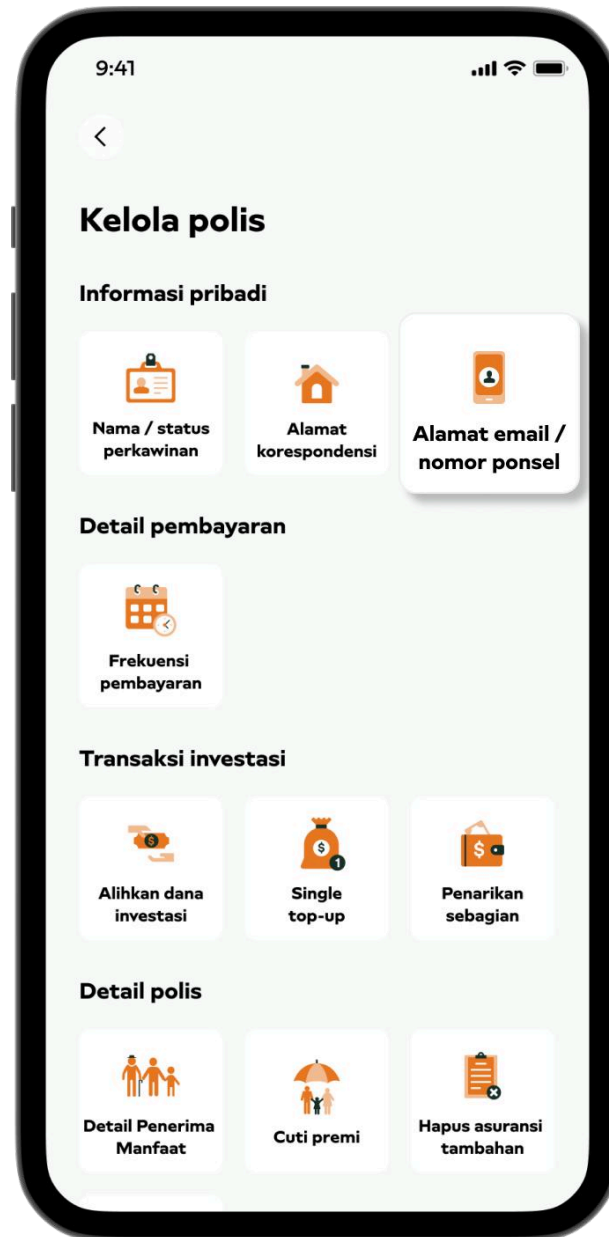 9:41
Kelola polis
Informasi pribadi
Nama / status
perkawinan
Alamat
korespondensi
Alamat email /
nomor ponsel
Detail pembayaran
Frekuensi
pembayaran
Transaksi investasi
Alihkan dana
investasi
1
Single
top-up
Penarikan
sebagian
Detail polis
Detail Penerima
Manfaat
Cuti premi
Hapus asuransi
tambahan